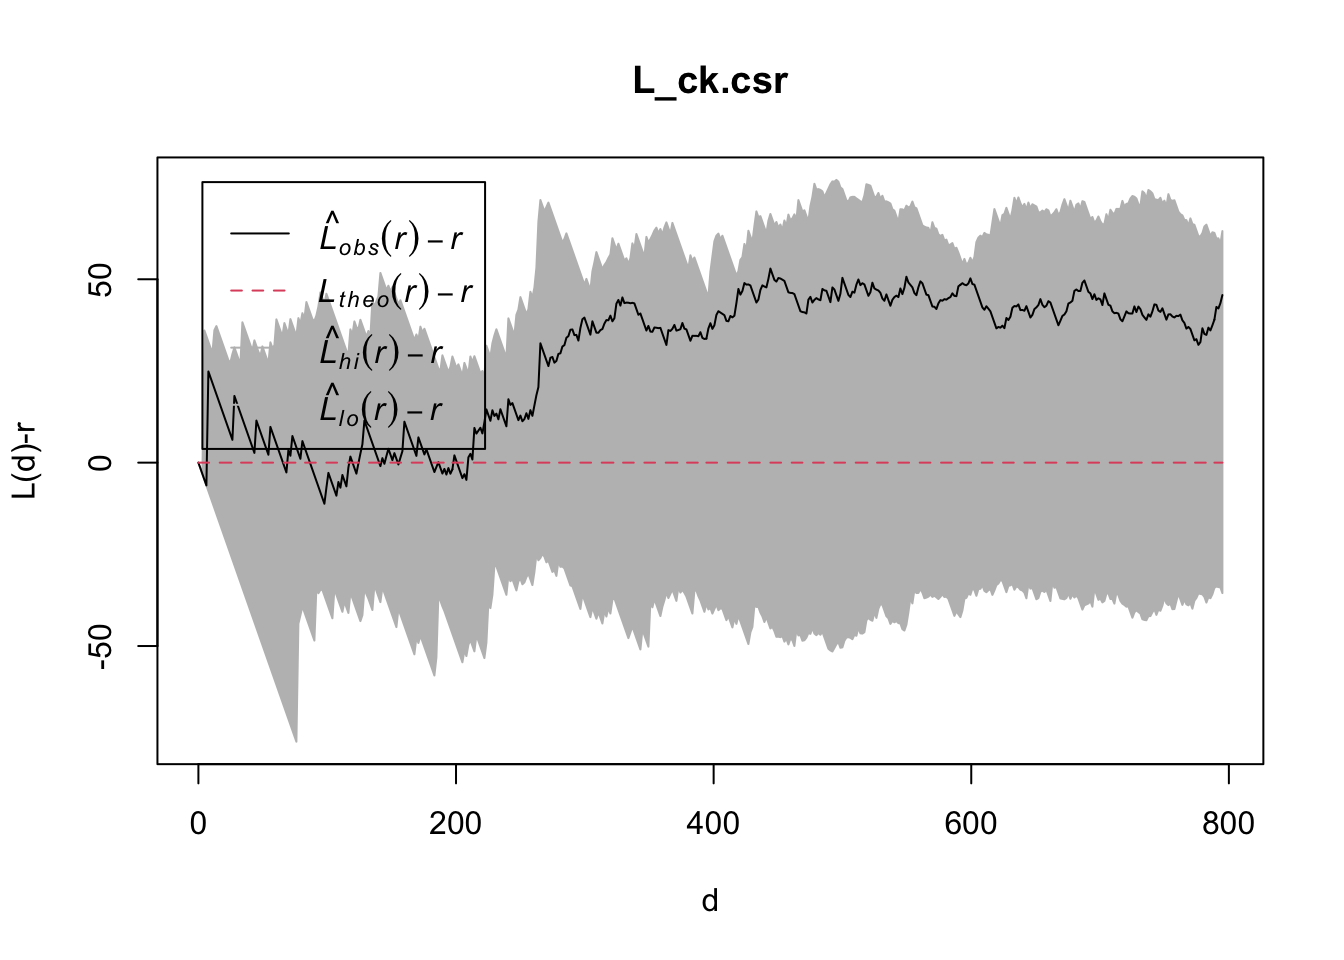 L_ck.csr
L̂obs(r) – r
Ltheo(r) – r
L̂hi(r) – r
L̂lo(r) – r
L(d)-r
50
0
-50
0 200 400 600 800
d